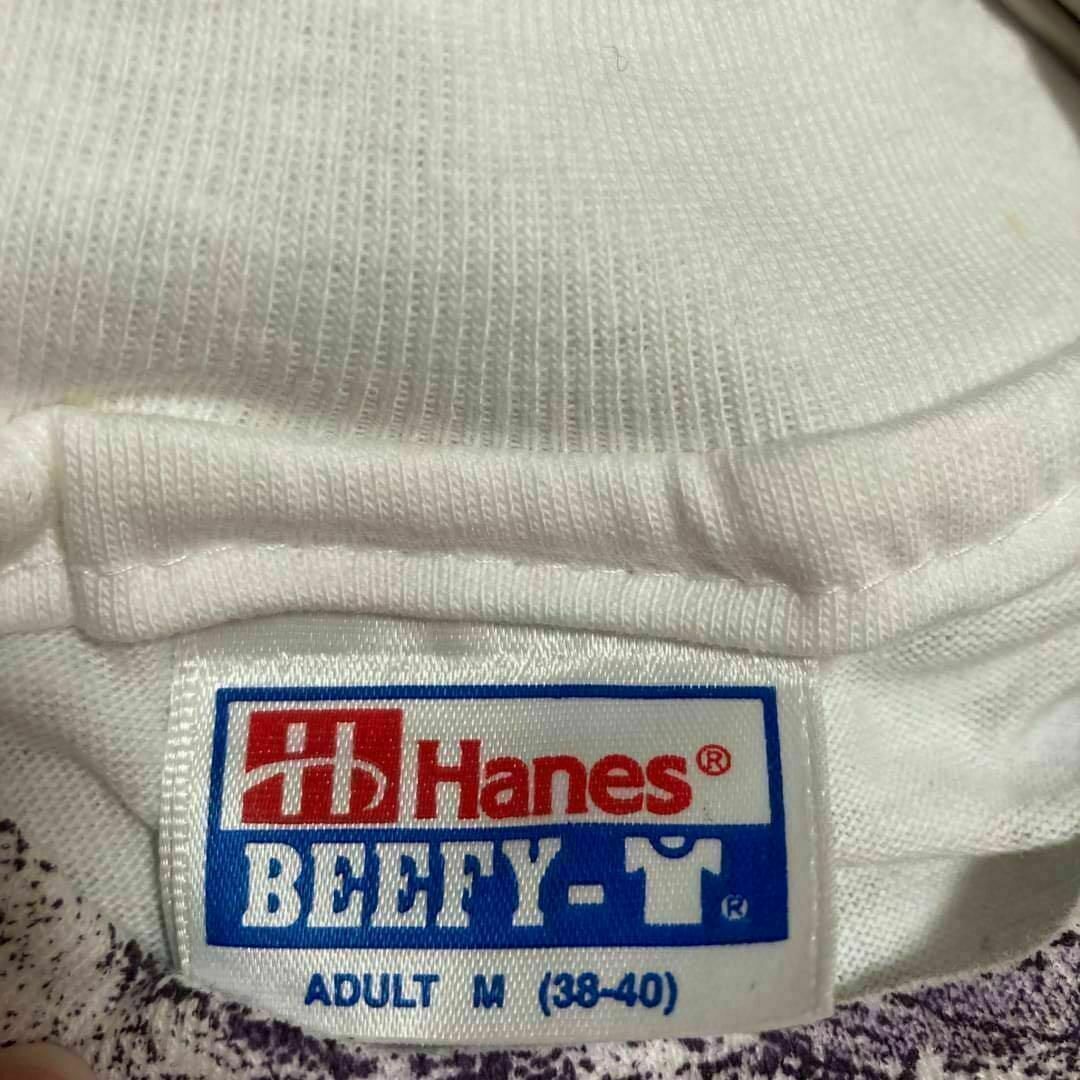 Hanes®
BEEFY-T®
ADULT M (38-40)